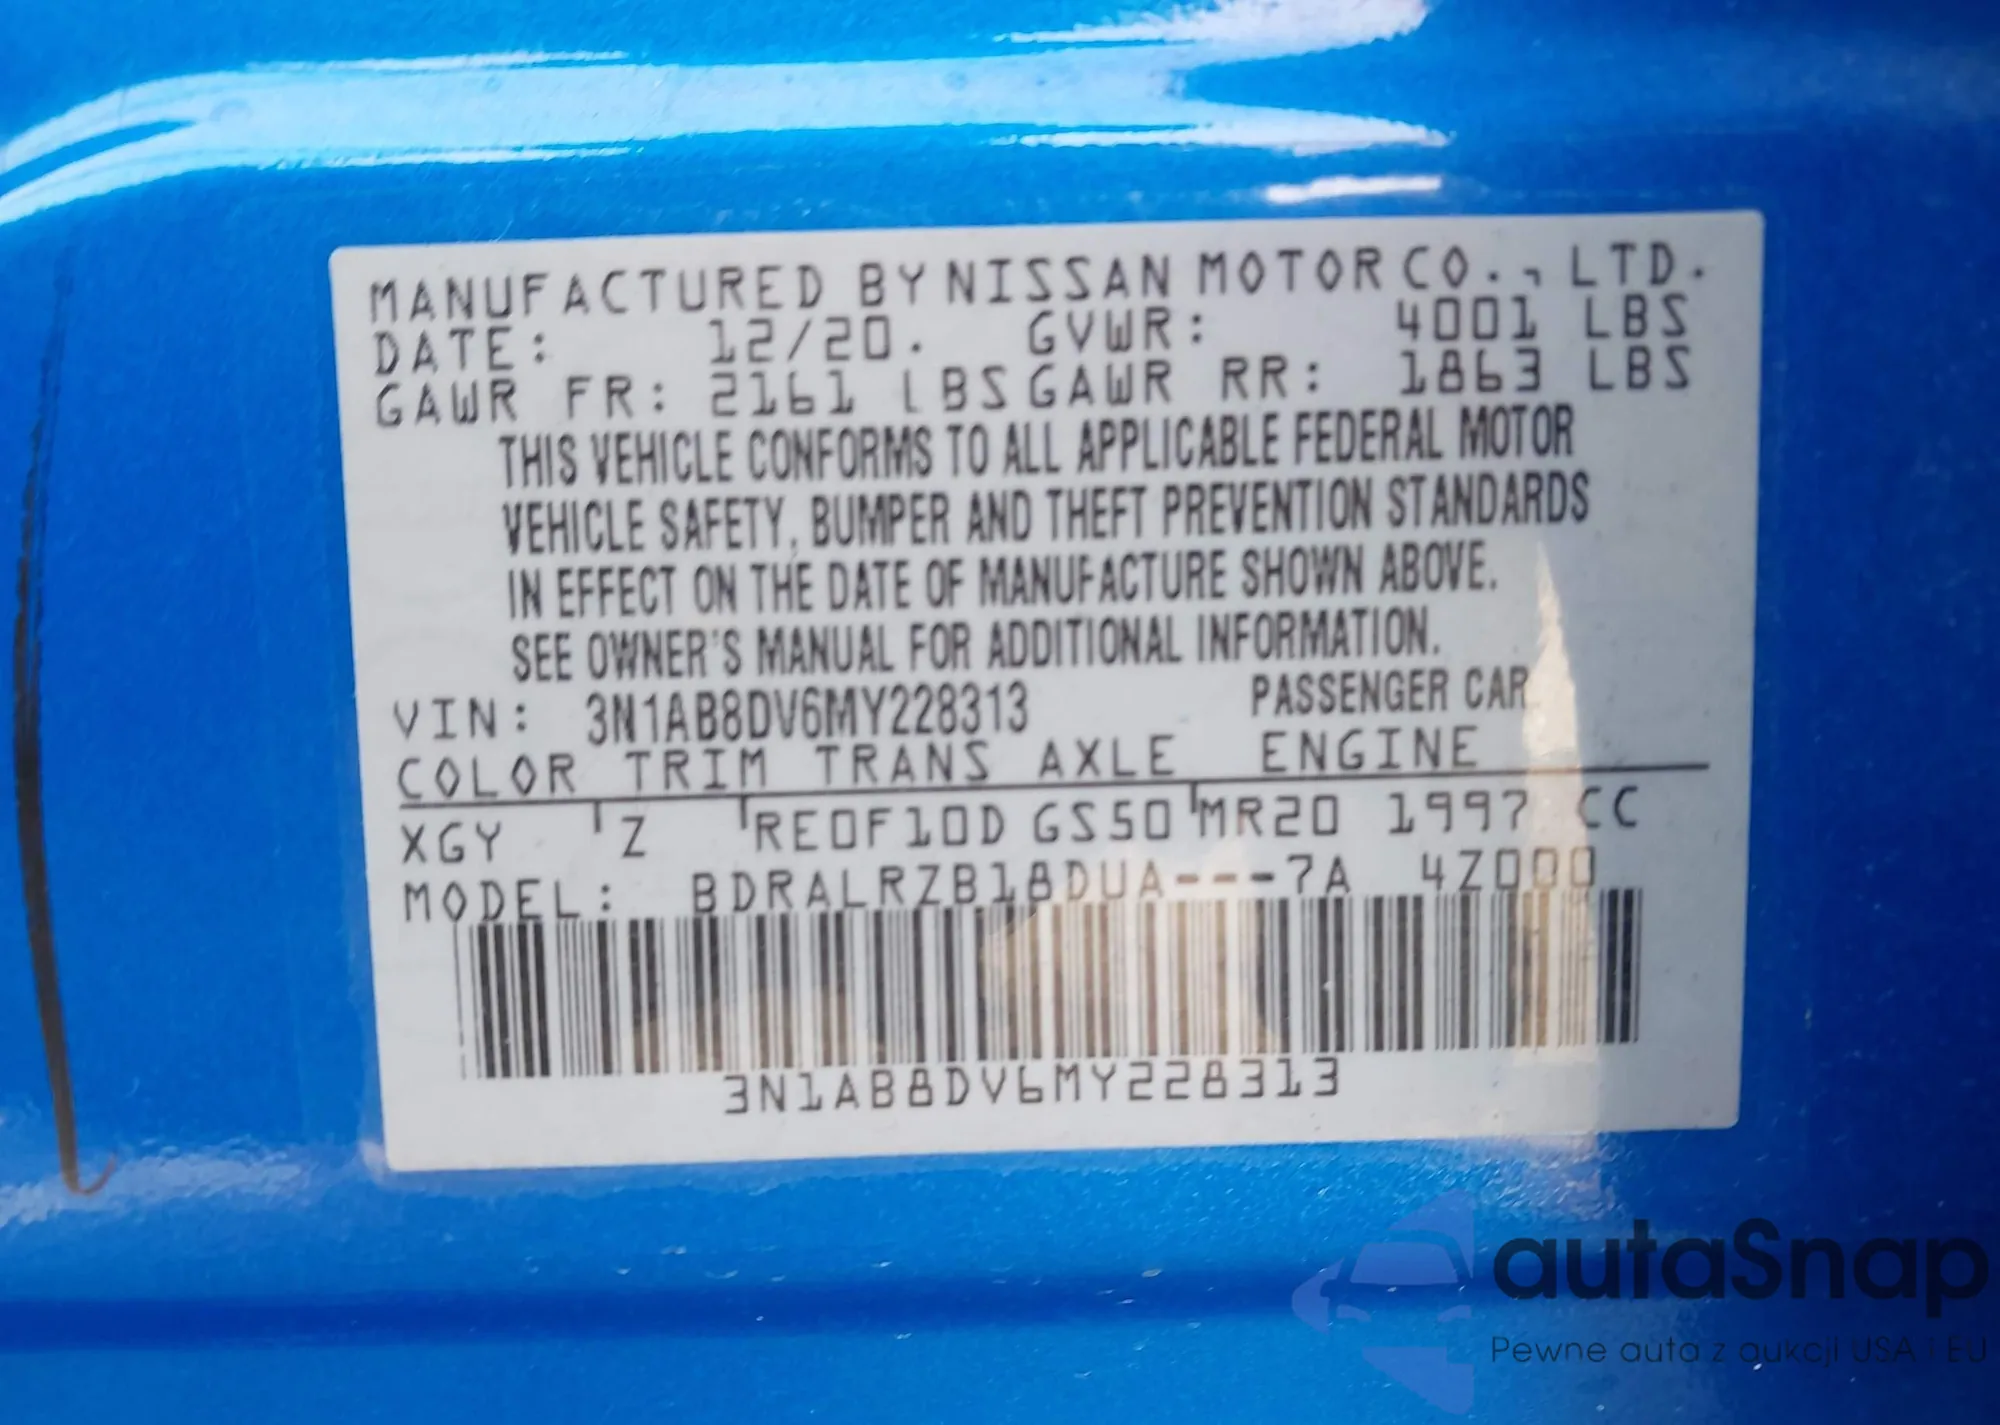 MANUFACTURED BY NISSAN MOTOR CO., LTD.
DATE: 12/20. GVWR: 4001 LBS
GAWR FR: 2161 LBS GAWR RR: 1863 LBS
THIS VEHICLE CONFORMS TO ALL APPLICABLE FEDERAL MOTOR
VEHICLE SAFETY, BUMPER AND THEFT PREVENTION STANDARDS
IN EFFECT ON THE DATE OF MANUFACTURE SHOWN ABOVE.
SEE OWNER'S MANUAL FOR ADDITIONAL INFORMATION.
VIN: 3N1AB8DV6MY228313 PASSENGER CAR
COLOR TRIM TRANS AXLE ENGINE
XGY Z RE0F10D GS50 MR20 1997 CC
MODEL: BDRALRZB18DUA---7A 4Z000
3N1AB8DV6MY228313
autaSnap
Pewne auta z aukcji USA i EU